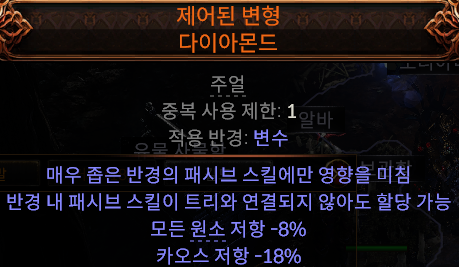 제어된 변형
다이아몬드
주얼
중복 사용 제한: 1
알바
적용 반경: 변수
매우 좁은 반경의 패시브 스킬에만 영향을 미침
반경 내 패시브 스킬이 트리와 연결되지 않아도 할당 가능
모든 원소 저항 -8%
카오스 저항 -18%